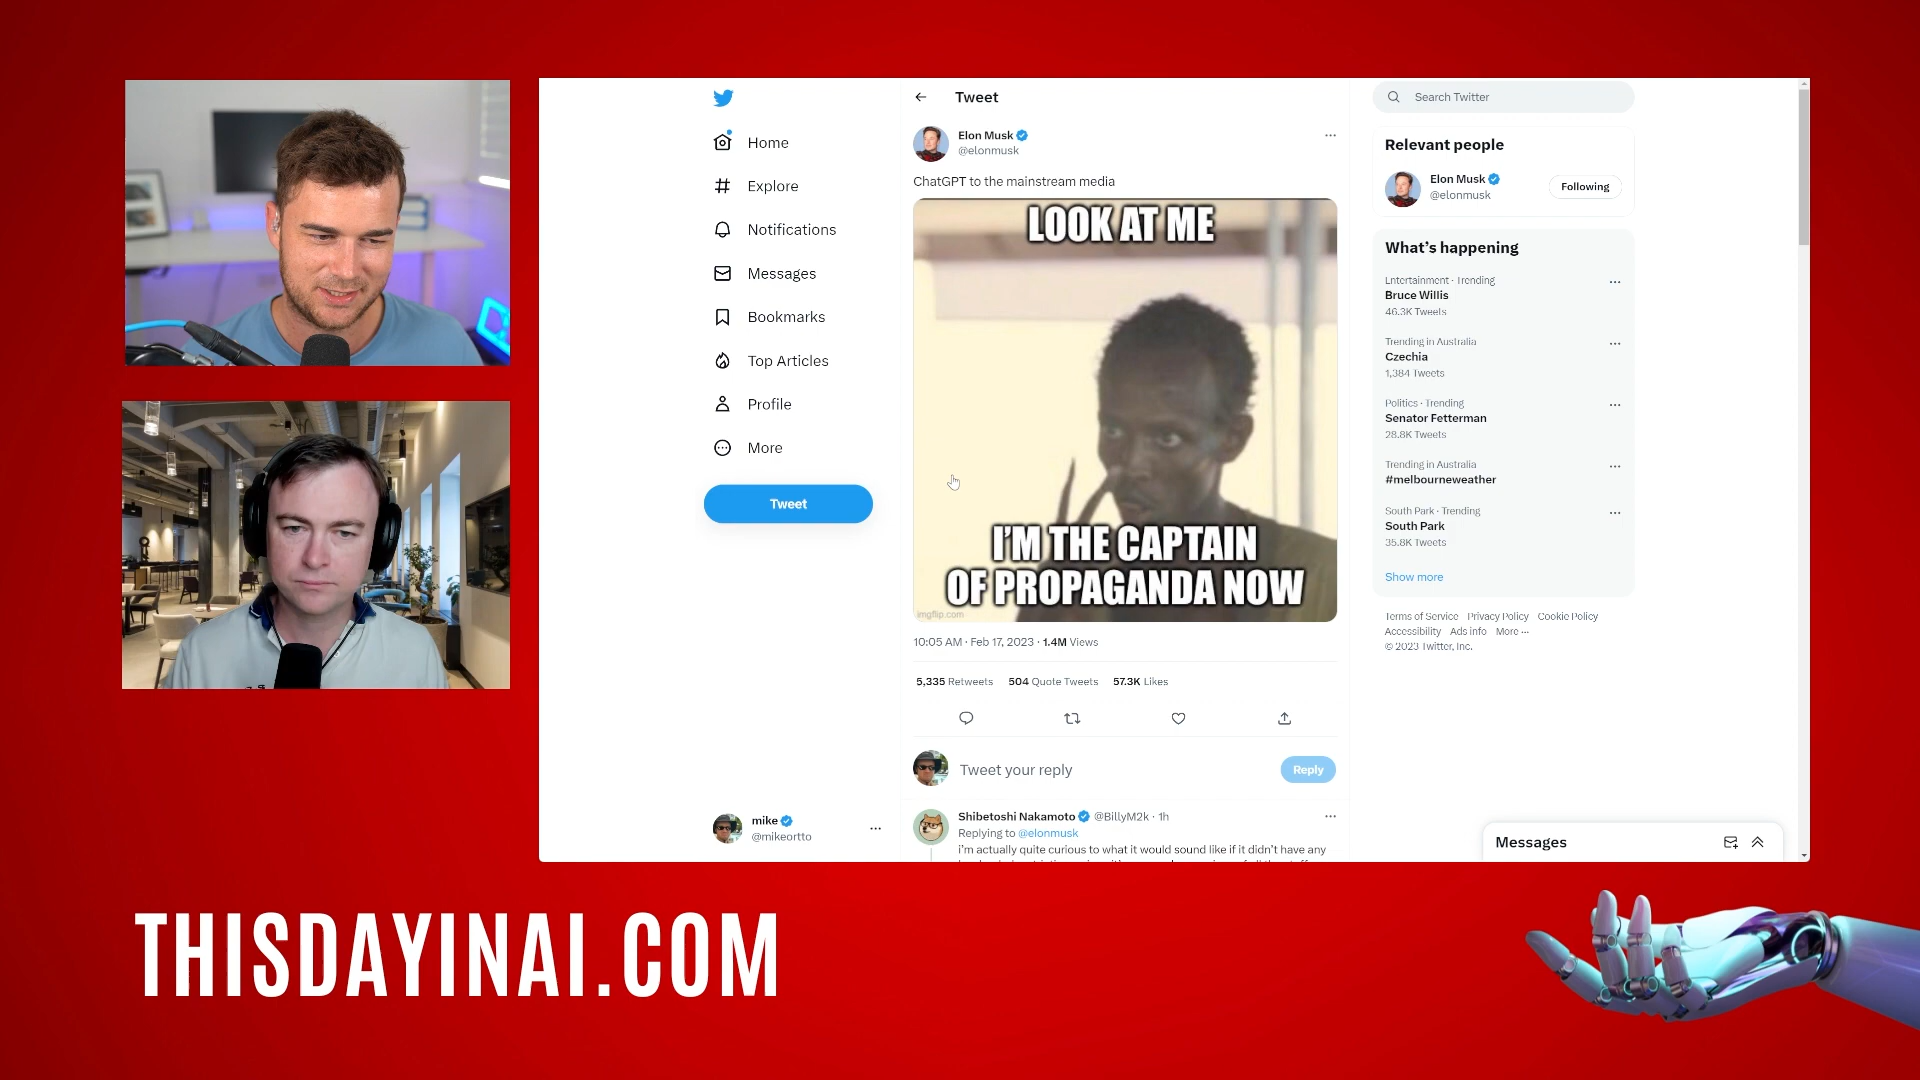 Tweet
Search Twitter
Home
Explore
Notifications
Messages
Bookmarks
Top Articles
Profile
More
Tweet
mike
@mikeortto
Elon Musk
@elonmusk
ChatGPT to the mainstream media
LOOK AT ME
I'M THE CAPTAIN
OF PROPAGANDA NOW
imgflip.com
10:05 AM · Feb 17, 2023 · 1.4M Views
5,335 Retweets 504 Quote Tweets 57.3K Likes
Tweet your reply
Reply
Shibetoshi Nakamoto @BillyM2k · 1h
Replying to @elonmusk
i'm actually quite curious to what it would sound like if it didn't have any
Relevant people
Elon Musk
@elonmusk
Following
What's happening
Entertainment · Trending
Bruce Willis
46.3K Tweets
Trending in Australia
Czechia
1,384 Tweets
Politics · Trending
Senator Fetterman
28.8K Tweets
Trending in Australia
#melbourneweather
South Park · Trending
South Park
35.8K Tweets
Show more
Terms of Service Privacy Policy Cookie Policy
Accessibility Ads info More ···
© 2023 Twitter, Inc.
Messages
THISDAYINAI.COM